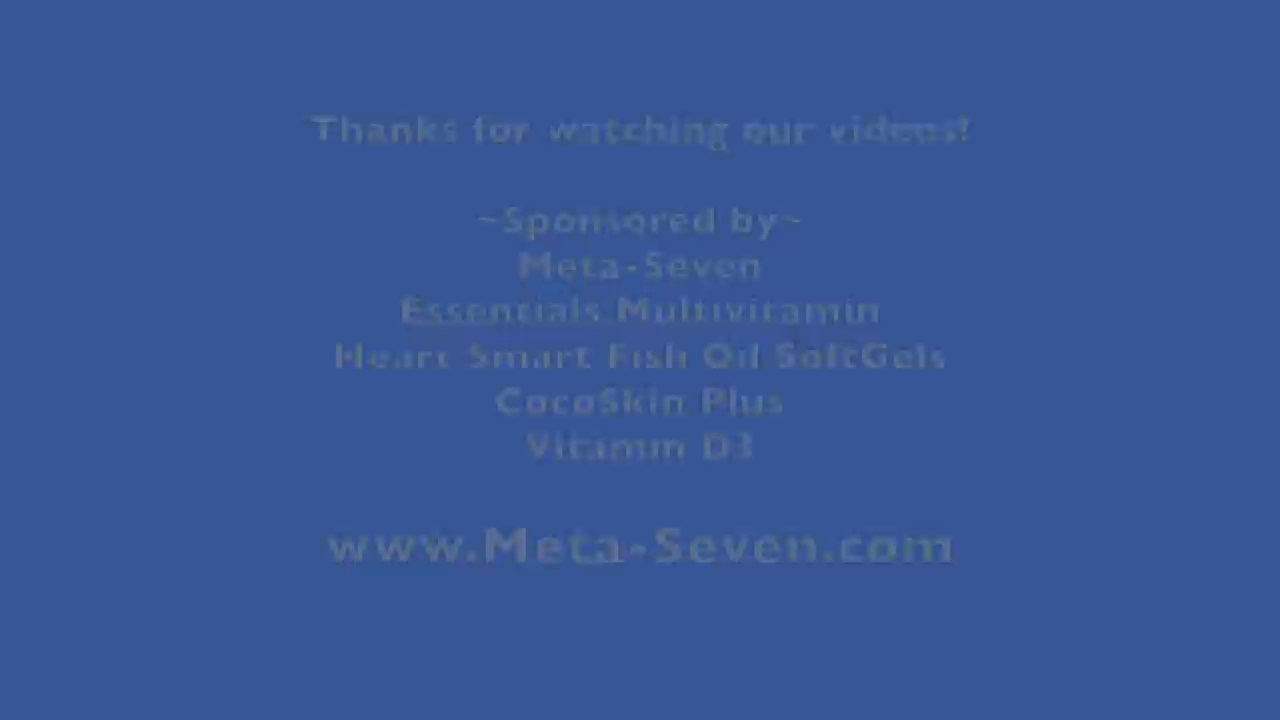 Thanks for watching our videos!
~Sponsored by~
Meta-Seven
Essentials Multivitamin
Heart Smart Fish Oil SoftGels
CocoSkin Plus
Vitamin D3
www.Meta-Seven.com